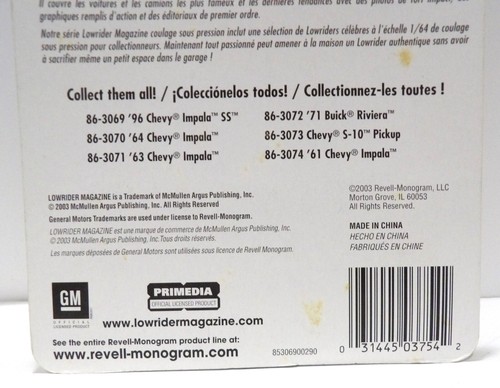 Il couvre les voitures et les camions les plus fameux et les dernières tendances avec des photos de fort impact, des
graphiques remplis d'action et des éditoriaux de premier ordre.
Notre série Lowrider Magazine coulage sous pression inclut une sélection de Lowriders célèbres à l'échelle 1/64 de coulage
sous pression pour collectionneurs. Maintenant tout passionné peut amener à la maison un Lowrider authentique sans avoir
à sacrifier même un petit espace dans le garage !
Collect them all! / ¡Colecciónelos todos! / Collectionnez-les toutes !
86-3069 '96 Chevy® Impala™ SS™
86-3070 '64 Chevy® Impala™
86-3071 '63 Chevy® Impala™
86-3072 '71 Buick® Riviera™
86-3073 Chevy® S-10™ Pickup
86-3074 '61 Chevy® Impala™
LOWRIDER MAGAZINE is a Trademark of McMullen Argus Publishing, Inc.
© 2003 McMullen Argus Publishing, Inc. All Rights Reserved.
General Motors Trademarks are used under license to Revell-Monogram.
LOWRIDER MAGAZINE est une marque de commerce de McMullen Argus Publishing, Inc.
© 2003 McMullen Argus Publishing, Inc.Tous droits reservés.
Les marques déposées de General Motors sont utilisées sous licence de Revell Monogram.
©2003 Revell-Monogram, LLC
Morton Grove, IL 60053
All Rights Reserved.
MADE IN CHINA
HECHO EN CHINA
FABRIQUÉS EN CHINE
GM
OFFICIAL
LICENSED PRODUCT
PRIMEDIA
OFFICIAL LICENSED PRODUCT
www.lowridermagazine.com
See the entire Revell-Monogram product line at:
www.revell-monogram.com
85306900290
0 31445 03754 2